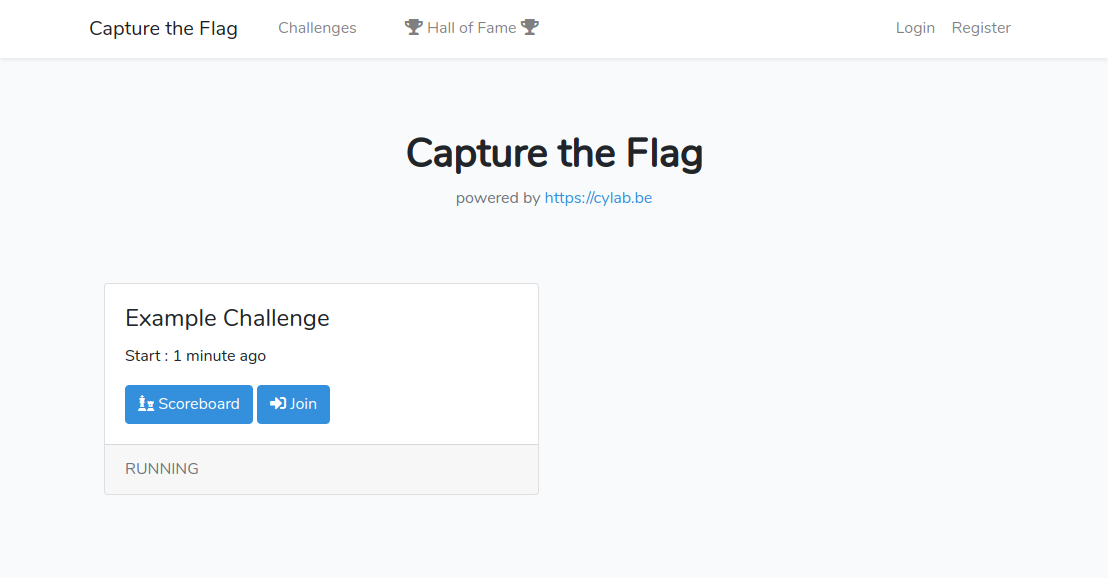 Capture the Flag Challenges Hall of Fame Login Register
Capture the Flag
powered by https://cylab.be
Example Challenge
Start : 1 minute ago
Scoreboard Join
RUNNING